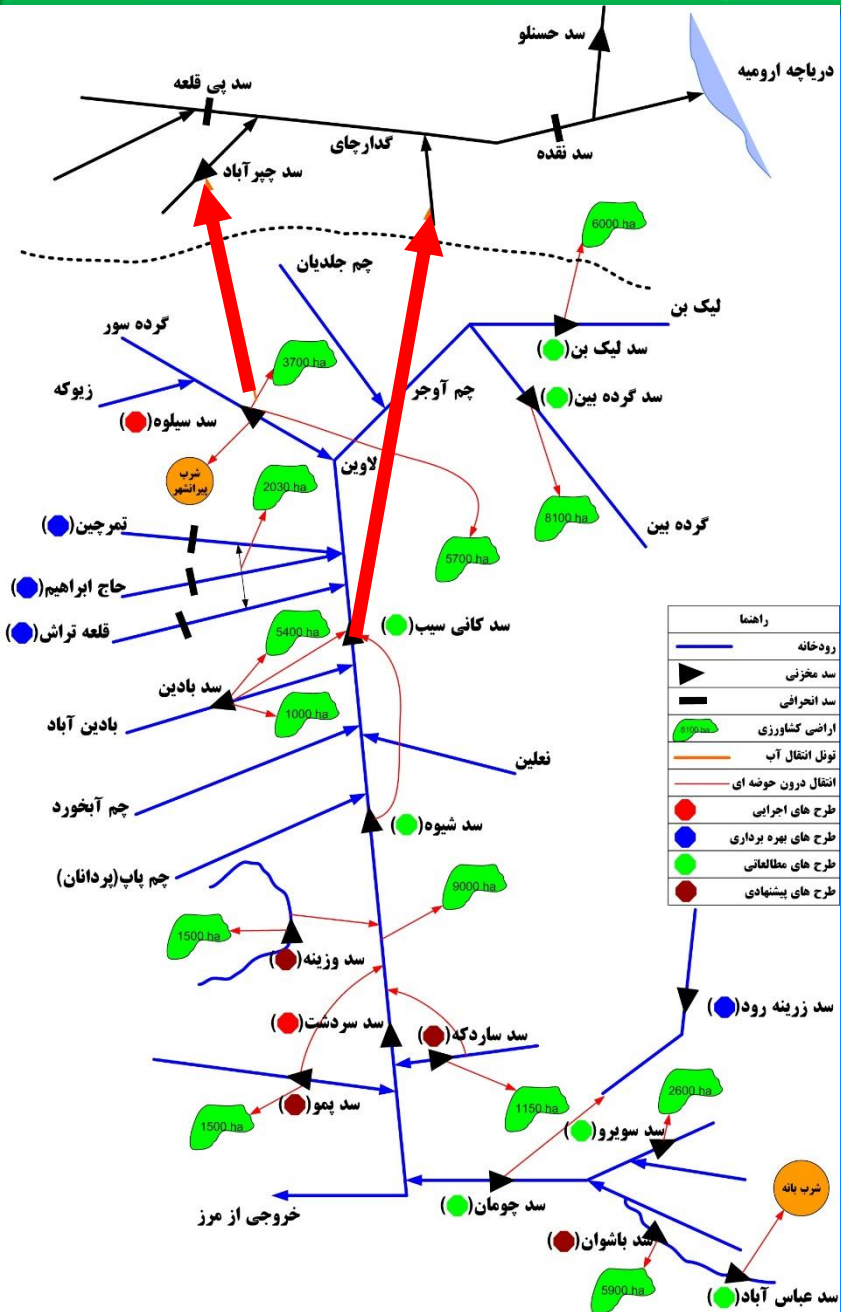 سد حسنلو
دریاچه ارومیه
سد پی قلعه
گدارچای
سد نقده
سد چپرآباد
6000 ha
چم جلدیان
لیک بن
گرده سور
سد لیک بن
3700 ha
زیوکه
چم آوجر
سد گرده بین
سد سیلوه
لاوین
شرب
پیرانشهر
2030 ha
8100 ha
گرده بین
تمرچین
5700 ha
حاج ابراهیم
قلعه تراش
سد کانی سیب
5400 ha
سد بادین
1000 ha
بادین آباد
نعلین
چم آبخورد
سد شیوه
چم پاپ(پردانان)
9000 ha
1500 ha
سد وزینه
سد سردشت
سد ساردکه
سد زرینه رود
2600 ha
سد پمو
1150 ha
1500 ha
سد سویرو
شرب بانه
خروجی از مرز
سد چومان
سد باشوان
5900 ha
سد عباس آباد
راهنما
رودخانه
سد مخزنی
سد انحرافی
8100 ha
اراضی کشاورزی
تونل انتقال آب
انتقال درون حوضه ای
طرح های اجرایی
طرح های بهره برداری
طرح های مطالعاتی
طرح های پیشنهادی